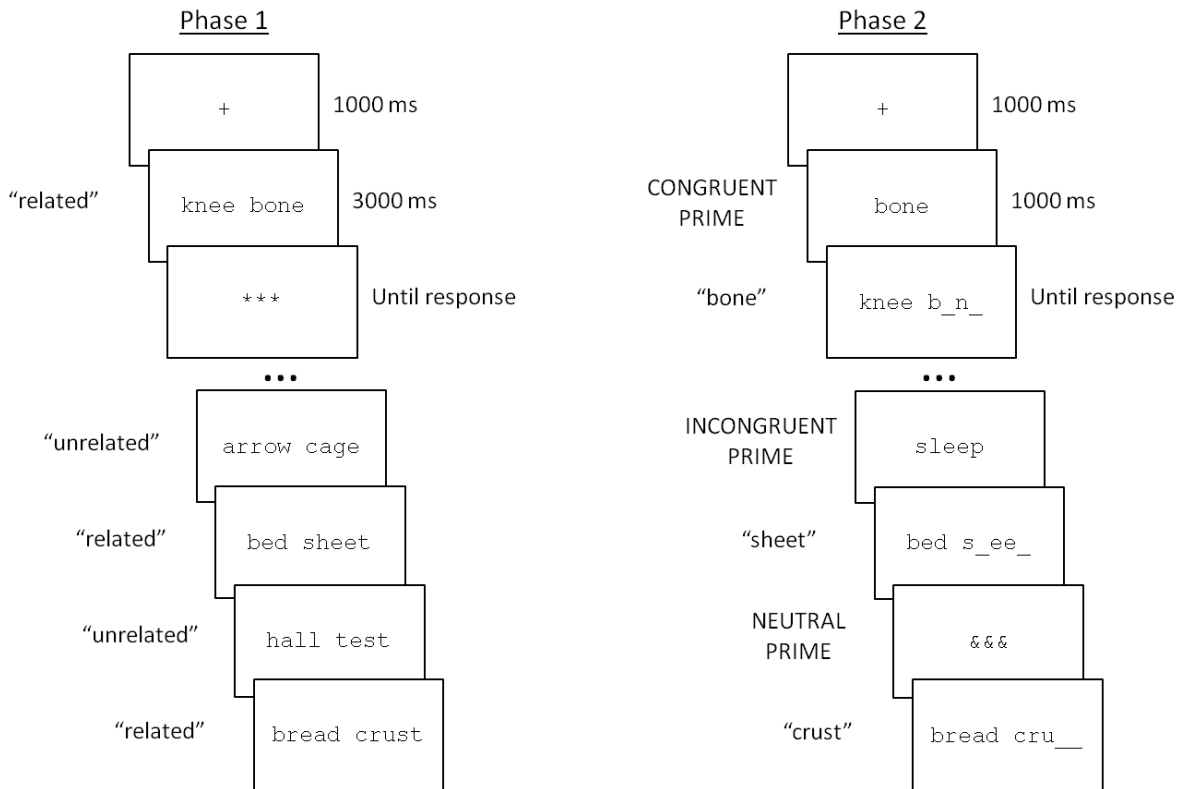 Phase 1
+
1000 ms
“related”
knee bone
3000 ms
***
Until response
...
“unrelated”
arrow cage
“related”
bed sheet
“unrelated”
hall test
“related”
bread crust
Phase 2
+
1000 ms
CONGRUENT
PRIME
bone
1000 ms
“bone”
knee b_n_
Until response
...
INCONGRUENT
PRIME
sleep
“sheet”
bed s_ee_
NEUTRAL
PRIME
&&&
“crust”
bread cru__